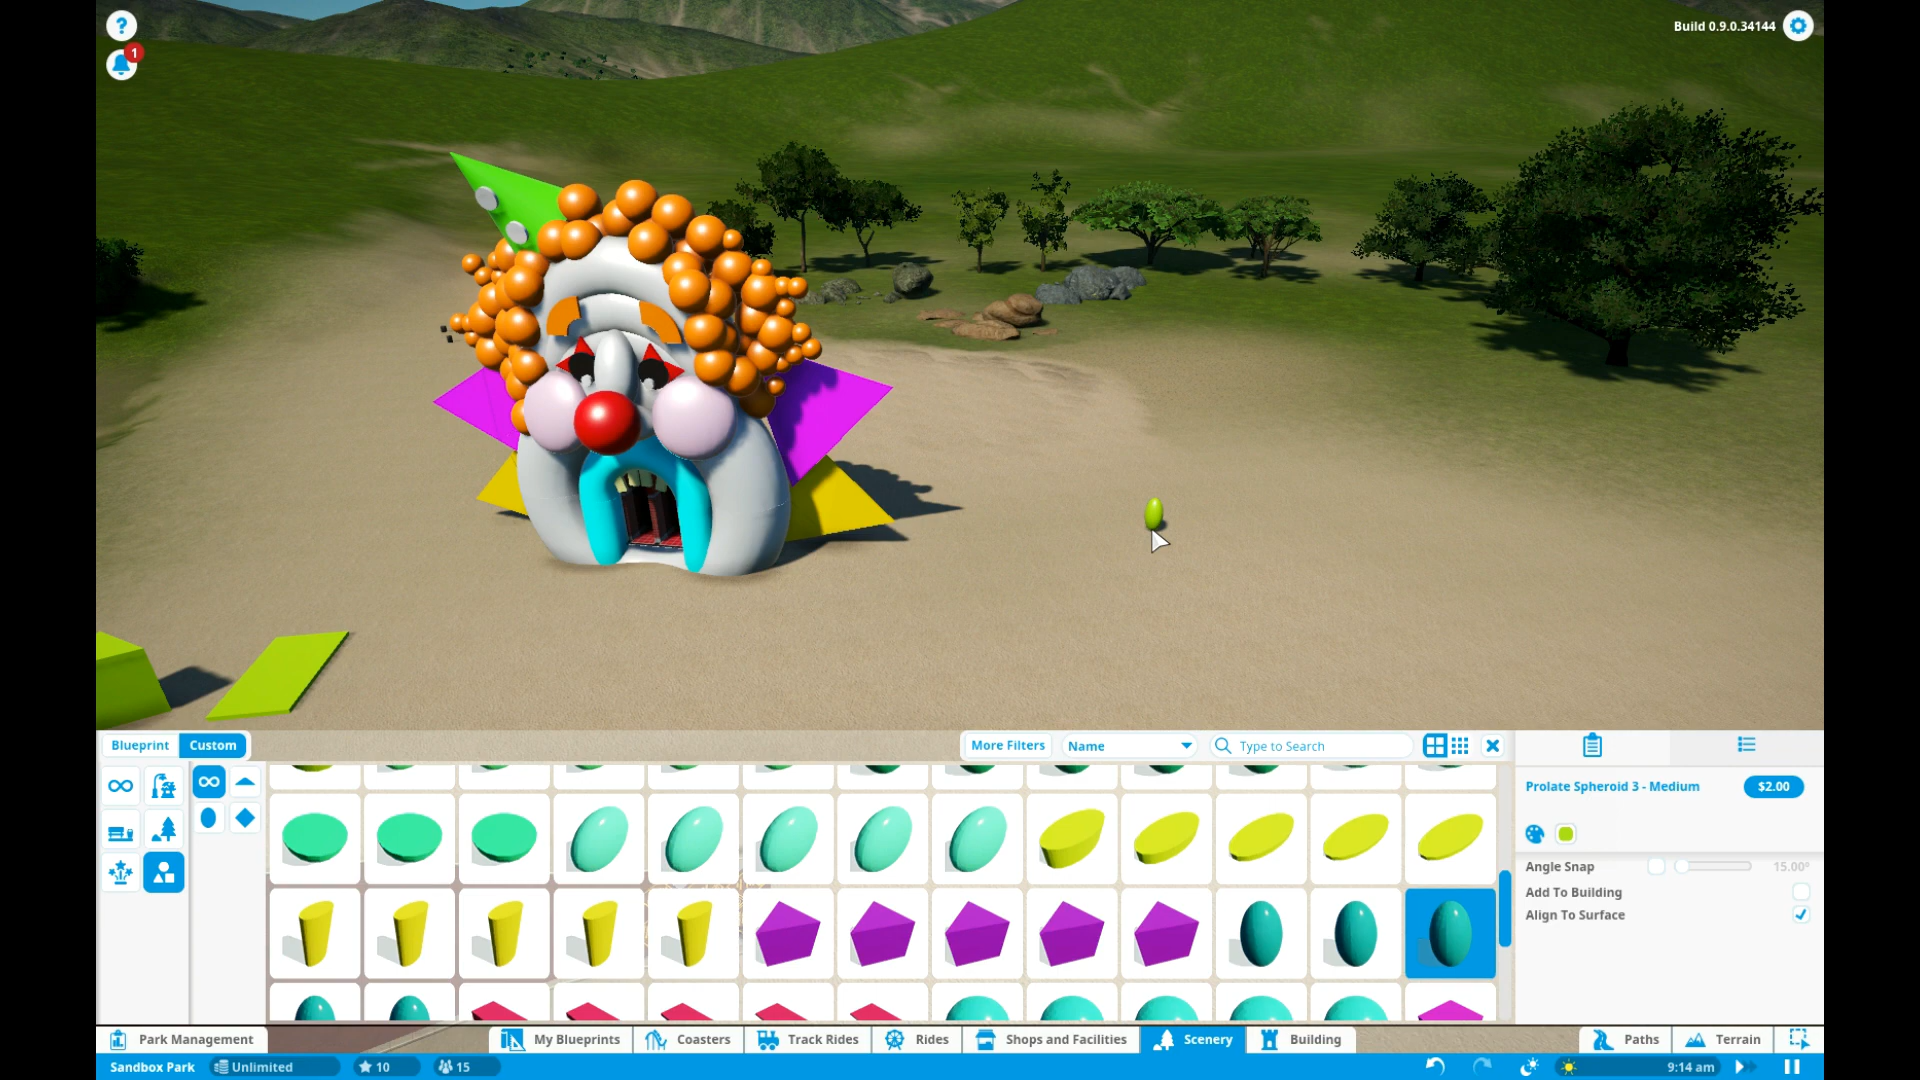 ?
1
Build 0.9.0.34144
Blueprint
Custom
More Filters
Name
Type to Search
Prolate Spheroid 3 - Medium
$2.00
Angle Snap
15.00°
Add To Building
Align To Surface
Park Management
My Blueprints
Coasters
Track Rides
Rides
Shops and Facilities
Scenery
Building
Paths
Terrain
Sandbox Park
Unlimited
10
15
9:14 am